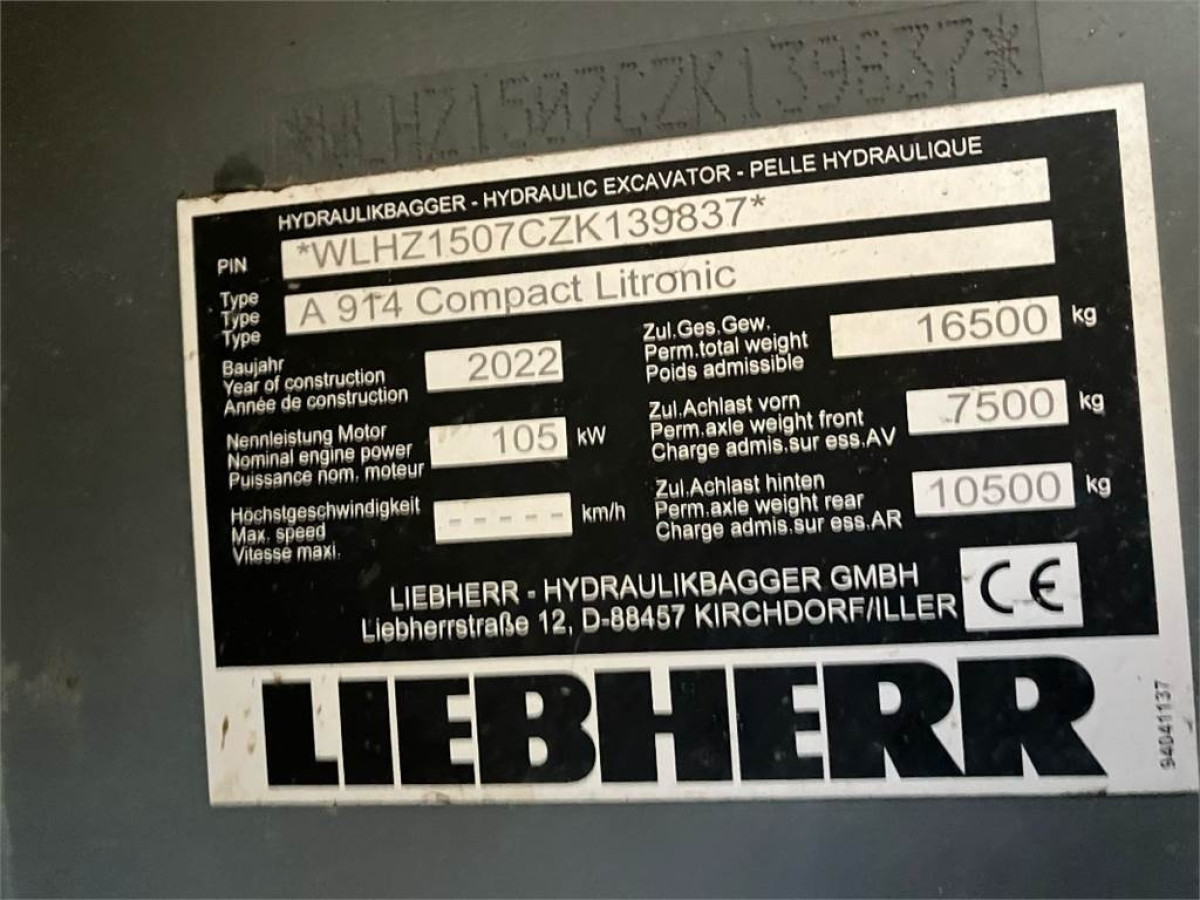 *WLHZ1507CZK139837*
HYDRAULIKBAGGER - HYDRAULIC EXCAVATOR - PELLE HYDRAULIQUE
PIN *WLHZ1507CZK139837*
Type
Type A 914 Compact Litronic
Type
Baujahr
Year of construction 2022
Année de construction
Nennleistung Motor
Nominal engine power 105 kW
Puissance nom. moteur
Höchstgeschwindigkeit
Max. speed ----- km/h
Vitesse maxi.
Zul.Ges.Gew.
Perm.total weight 16500 kg
Poids admissible
Zul.Achlast vorn
Perm.axle weight front 7500 kg
Charge admis.sur ess.AV
Zul.Achlast hinten
Perm.axle weight rear 10500 kg
Charge admis.sur ess.AR
LIEBHERR - HYDRAULIKBAGGER GMBH
Liebherrstraße 12, D-88457 KIRCHDORF/ILLER
CE
LIEBHERR
94041137